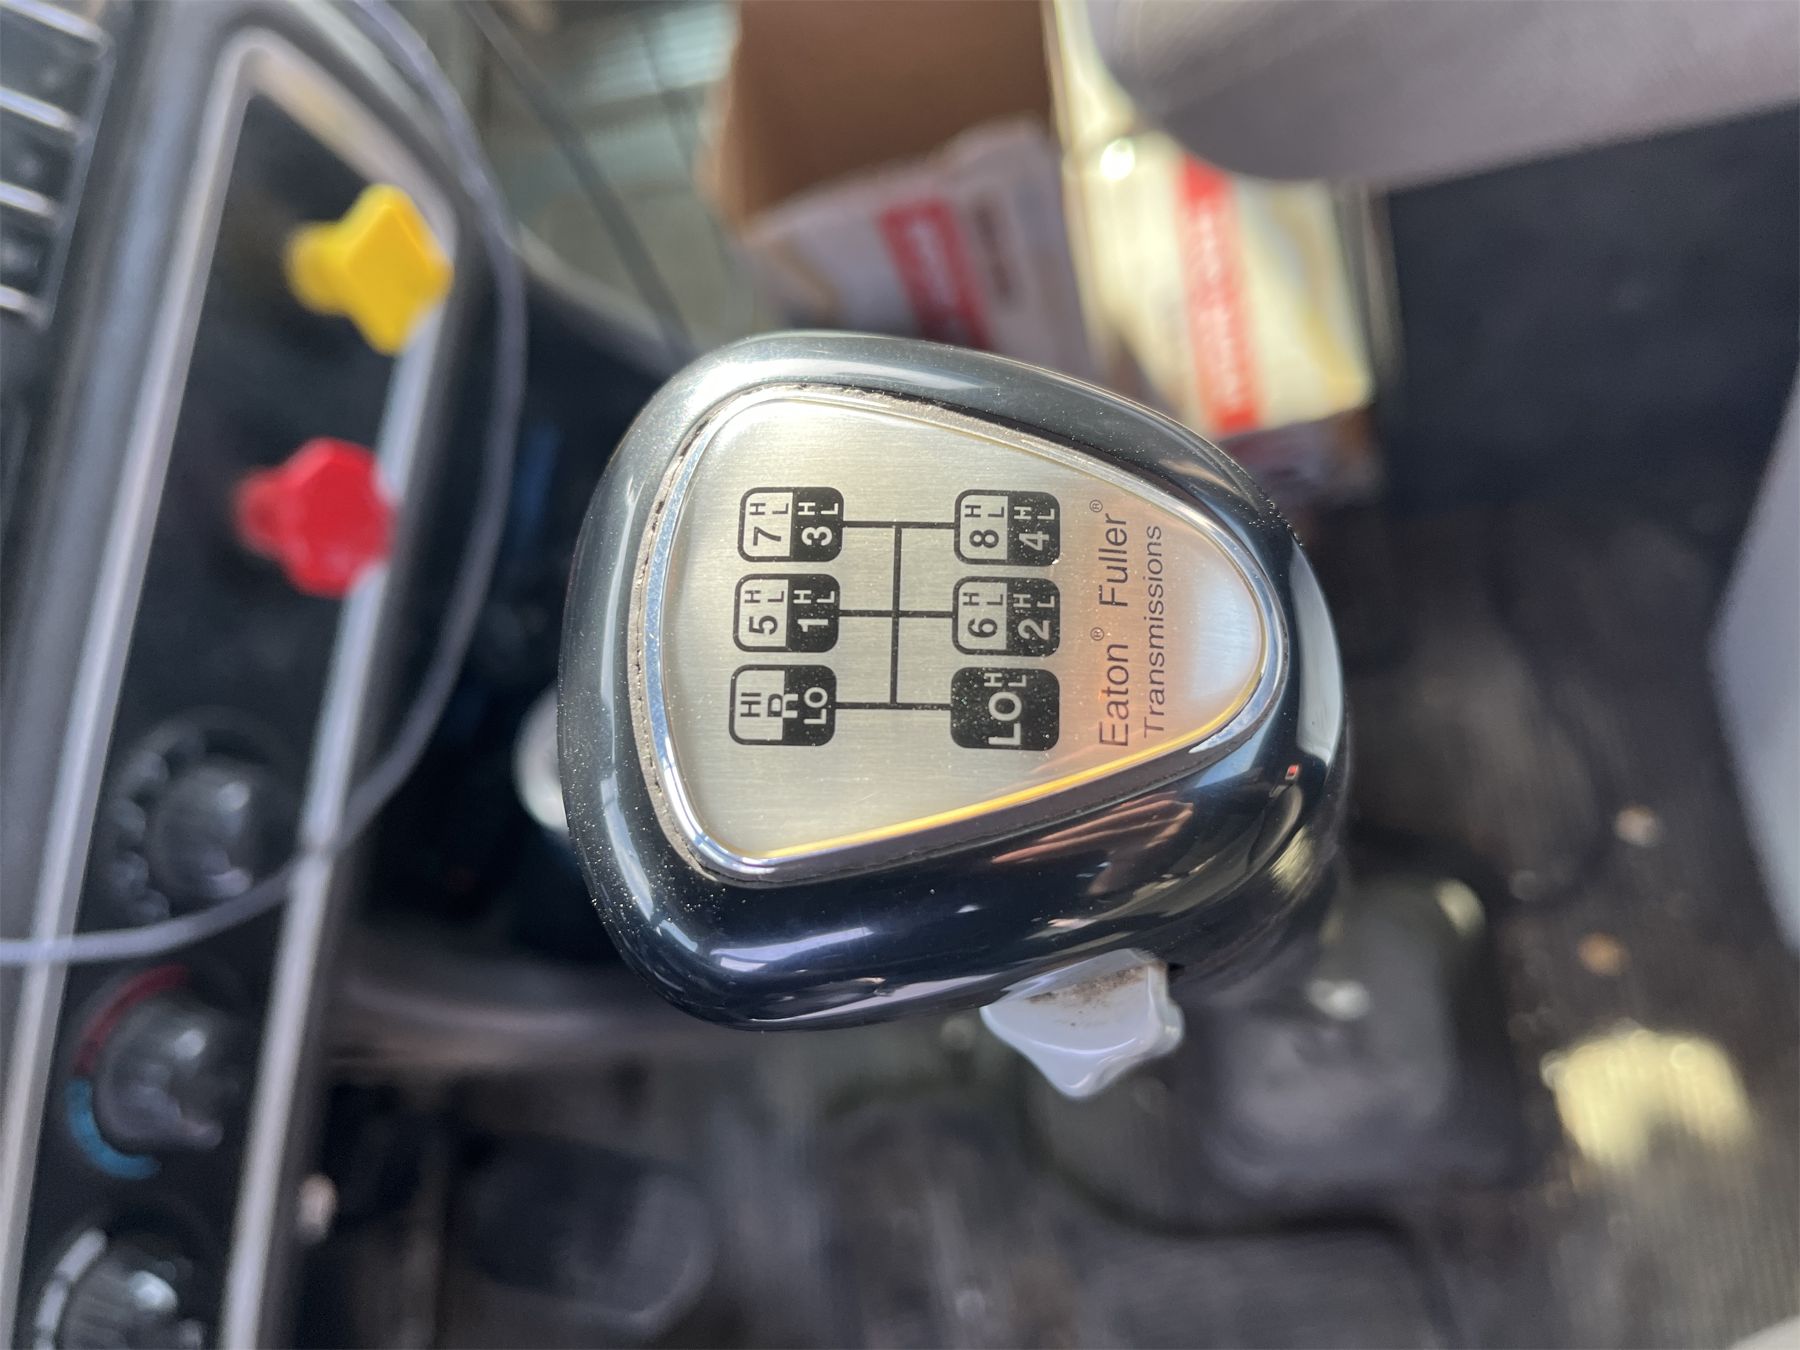 HI
R
LO
5 H
L
1 H
L
7 H
L
3 H
L
LO H
L
6 H
L
2 H
L
8 H
L
4 H
L
Eaton® Fuller®
Transmissions